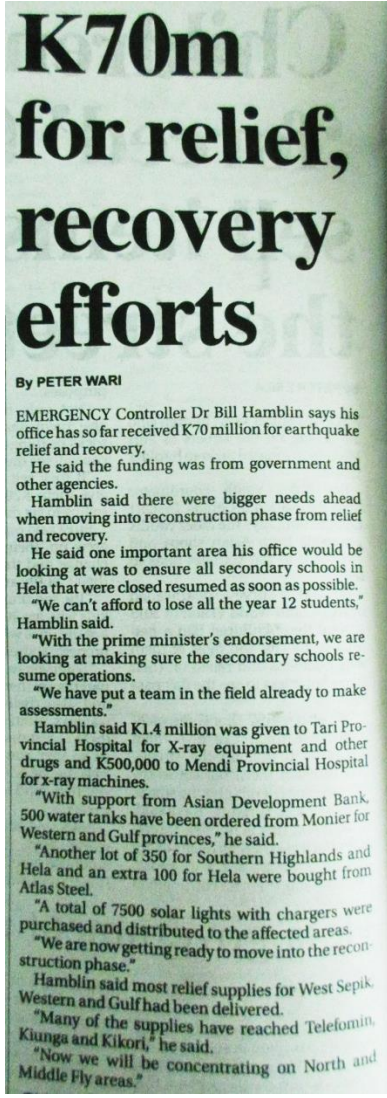 K70m
for relief,
recovery
efforts
By PETER WARI
EMERGENCY Controller Dr Bill Hamblin says his
office has so far received K70 million for earthquake
relief and recovery.
He said the funding was from government and
other agencies.
Hamblin said there were bigger needs ahead
when moving into reconstruction phase from relief
and recovery.
He said one important area his office would be
looking at was to ensure all secondary schools in
Hela that were closed resumed as soon as possible.
"We can't afford to lose all the year 12 students,"
Hamblin said.
"With the prime minister's endorsement, we are
looking at making sure the secondary schools re-
sume operations.
"We have put a team in the field already to make
assessments."
Hamblin said K1.4 million was given to Tari Pro-
vincial Hospital for X-ray equipment and other
drugs and K500,000 to Mendi Provincial Hospital
for x-ray machines.
"With support from Asian Development Bank,
500 water tanks have been ordered from Monier for
Western and Gulf provinces," he said.
"Another lot of 350 for Southern Highlands and
Hela and an extra 100 for Hela were bought from
Atlas Steel.
"A total of 7500 solar lights with chargers were
purchased and distributed to the affected areas.
"We are now getting ready to move into the recon-
struction phase."
Hamblin said most relief supplies for West Sepik,
Western and Gulf had been delivered.
"Many of the supplies have reached Telefomin,
Kiunga and Kikori," he said.
"Now we will be concentrating on North and
Middle Fly areas."